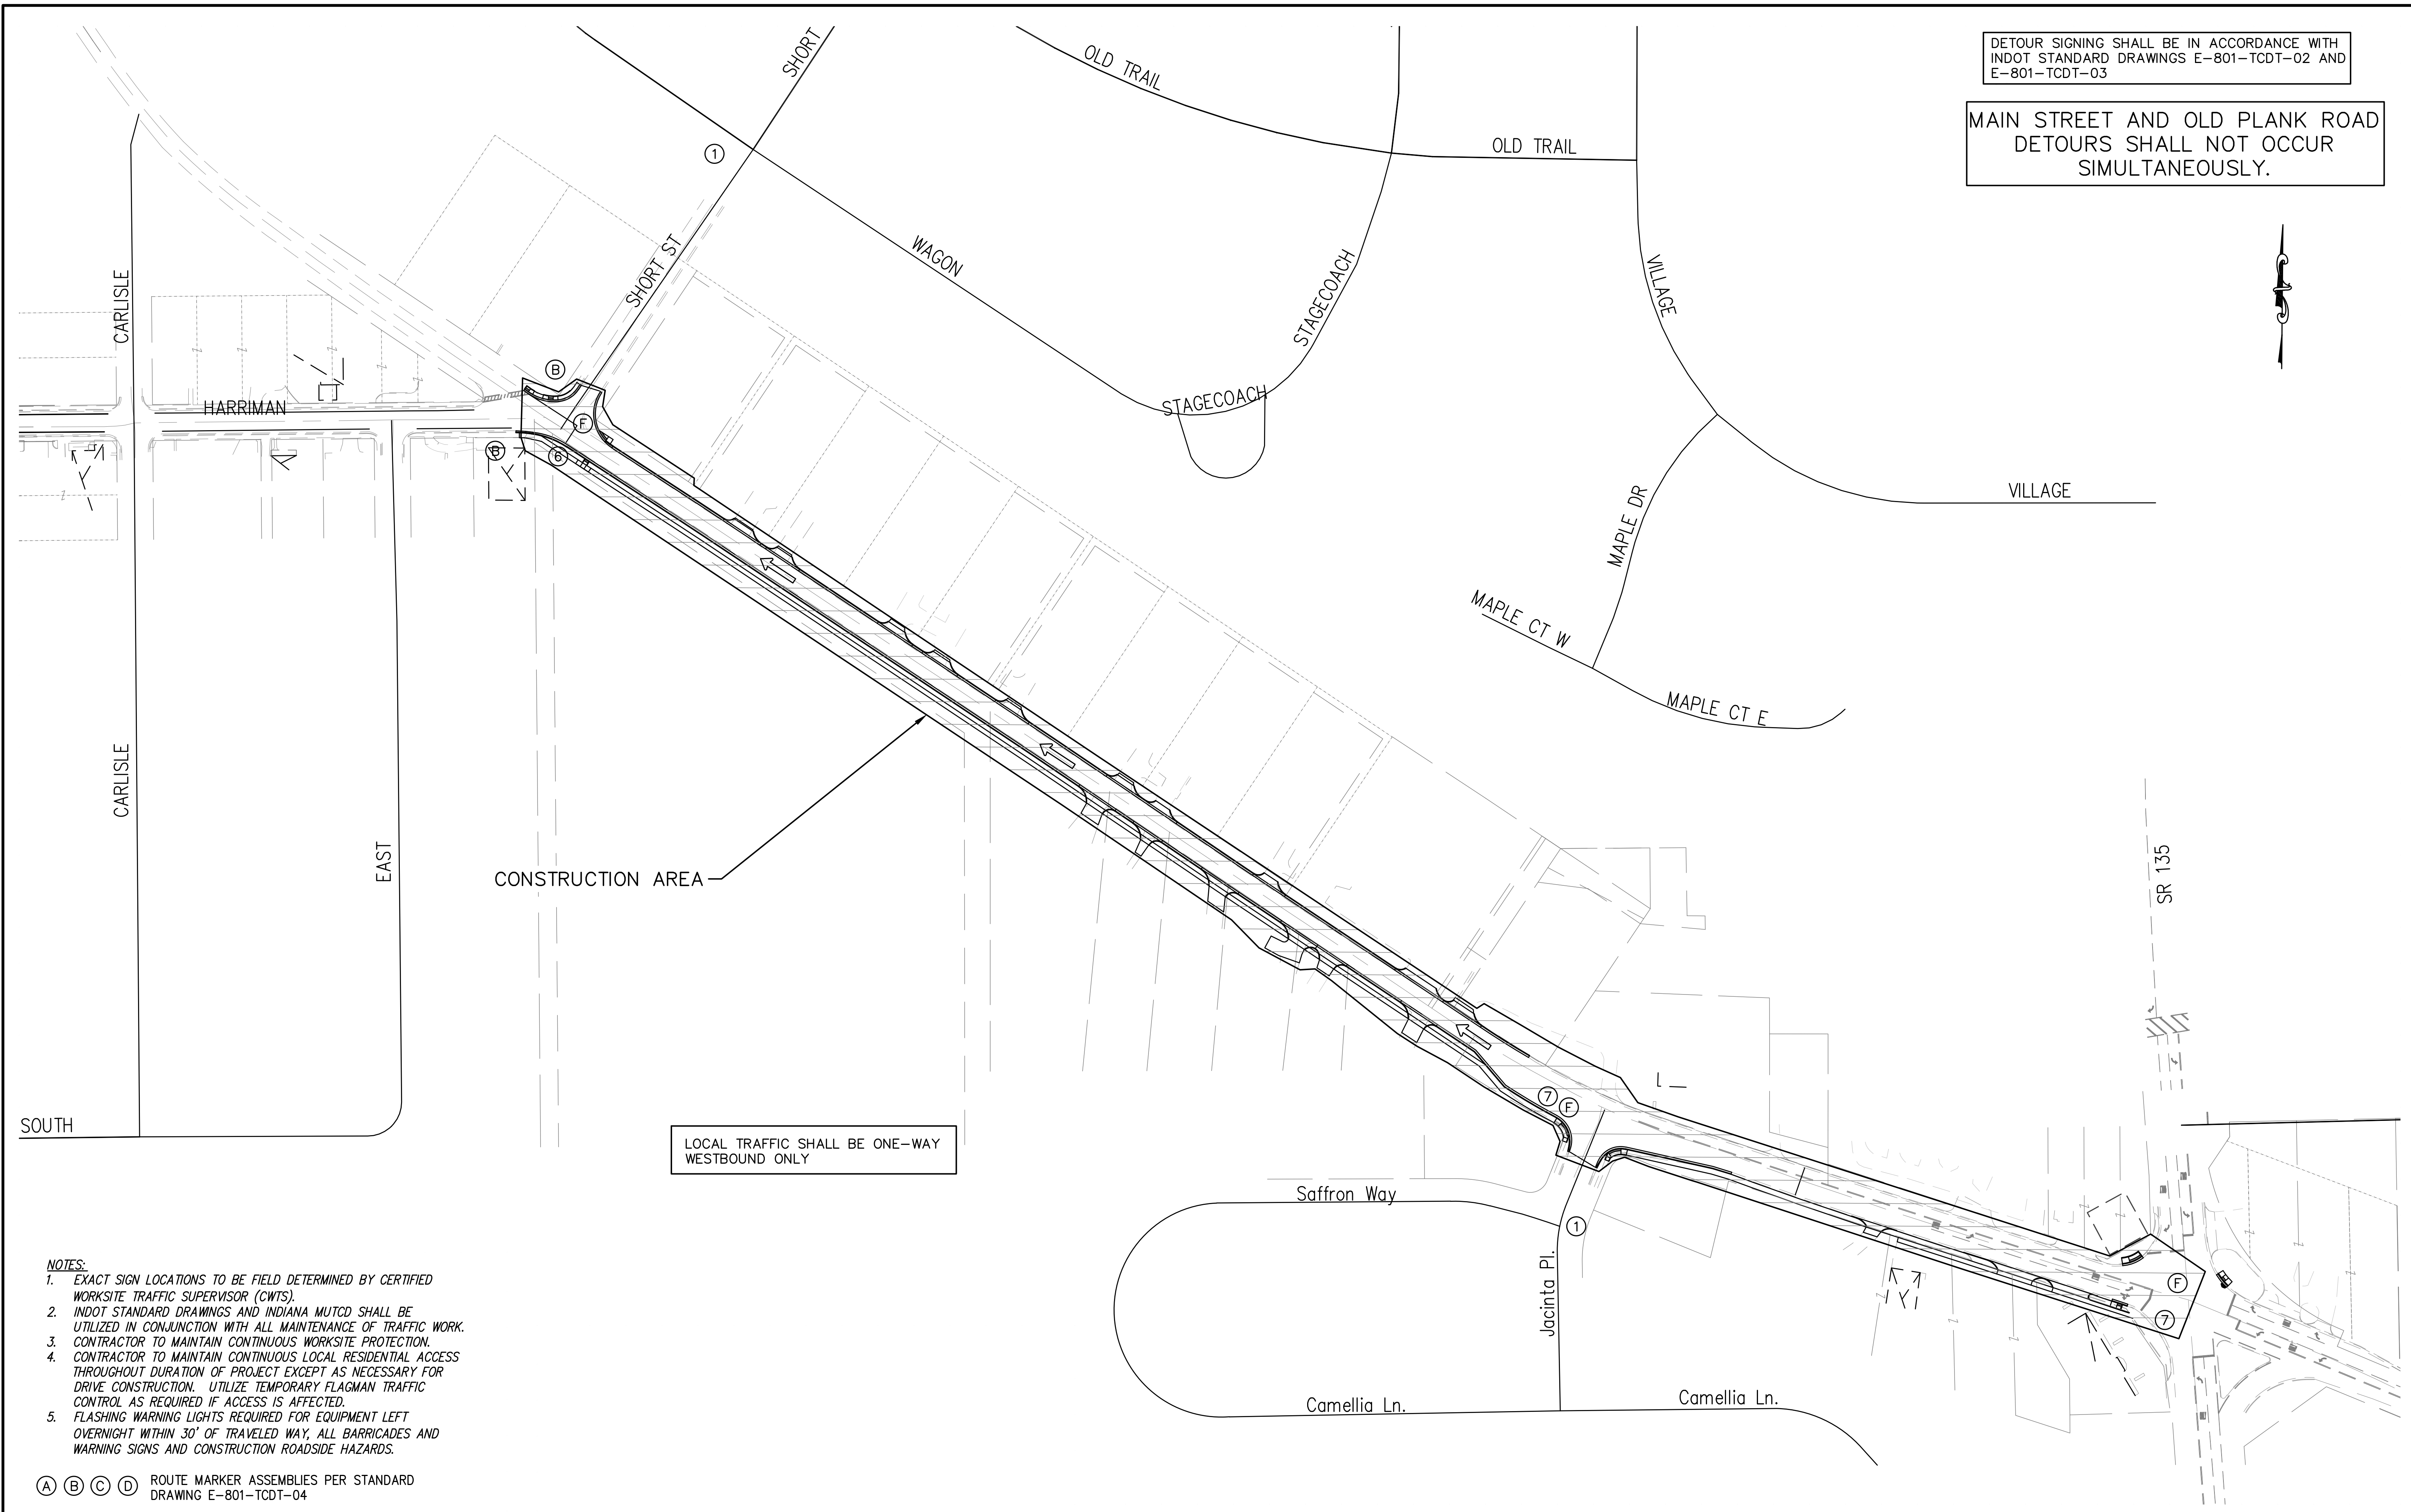 DETOUR SIGNING SHALL BE IN ACCORDANCE WITH
INDOT STANDARD DRAWINGS E-801-TCDT-02 AND
E-801-TCDT-03
MAIN STREET AND OLD PLANK ROAD
DETOURS SHALL NOT OCCUR
SIMULTANEOUSLY.
SHORT
OLD TRAIL
OLD TRAIL
1
SHORT ST
WAGON
STAGECOACH
STAGECOACH
VILLAGE
VILLAGE
CARLISLE
HARRIMAN
B
F
B
6
MAPLE DR
MAPLE CT W
MAPLE CT E
CARLISLE
EAST
CONSTRUCTION AREA
SR 135
SOUTH
7
F
LOCAL TRAFFIC SHALL BE ONE-WAY
WESTBOUND ONLY
Saffron Way
1
Jacinta Pl.
F
7
Camellia Ln.
Camellia Ln.
NOTES:
1. EXACT SIGN LOCATIONS TO BE FIELD DETERMINED BY CERTIFIED
WORKSITE TRAFFIC SUPERVISOR (CWTS).
2. INDOT STANDARD DRAWINGS AND INDIANA MUTCD SHALL BE
UTILIZED IN CONJUNCTION WITH ALL MAINTENANCE OF TRAFFIC WORK.
3. CONTRACTOR TO MAINTAIN CONTINUOUS WORKSITE PROTECTION.
4. CONTRACTOR TO MAINTAIN CONTINUOUS LOCAL RESIDENTIAL ACCESS
THROUGHOUT DURATION OF PROJECT EXCEPT AS NECESSARY FOR
DRIVE CONSTRUCTION. UTILIZE TEMPORARY FLAGMAN TRAFFIC
CONTROL AS REQUIRED IF ACCESS IS AFFECTED.
5. FLASHING WARNING LIGHTS REQUIRED FOR EQUIPMENT LEFT
OVERNIGHT WITHIN 30' OF TRAVELED WAY, ALL BARRICADES AND
WARNING SIGNS AND CONSTRUCTION ROADSIDE HAZARDS.
A B C D ROUTE MARKER ASSEMBLIES PER STANDARD
DRAWING E-801-TCDT-04